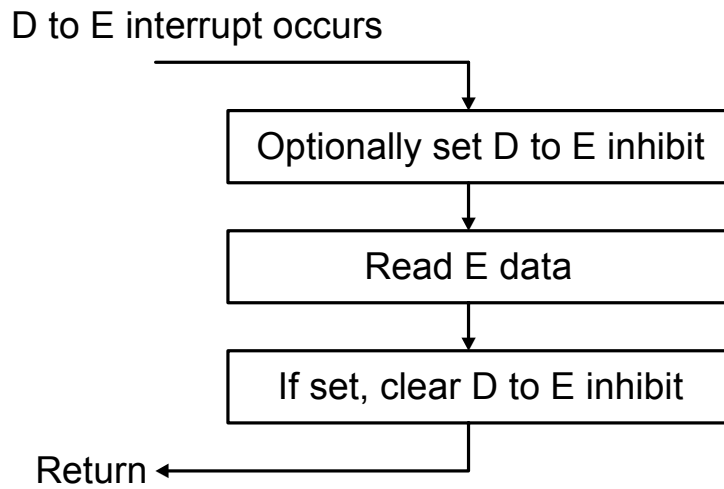 D to E interrupt occurs
Optionally set D to E inhibit
Read E data
If set, clear D to E inhibit
Return